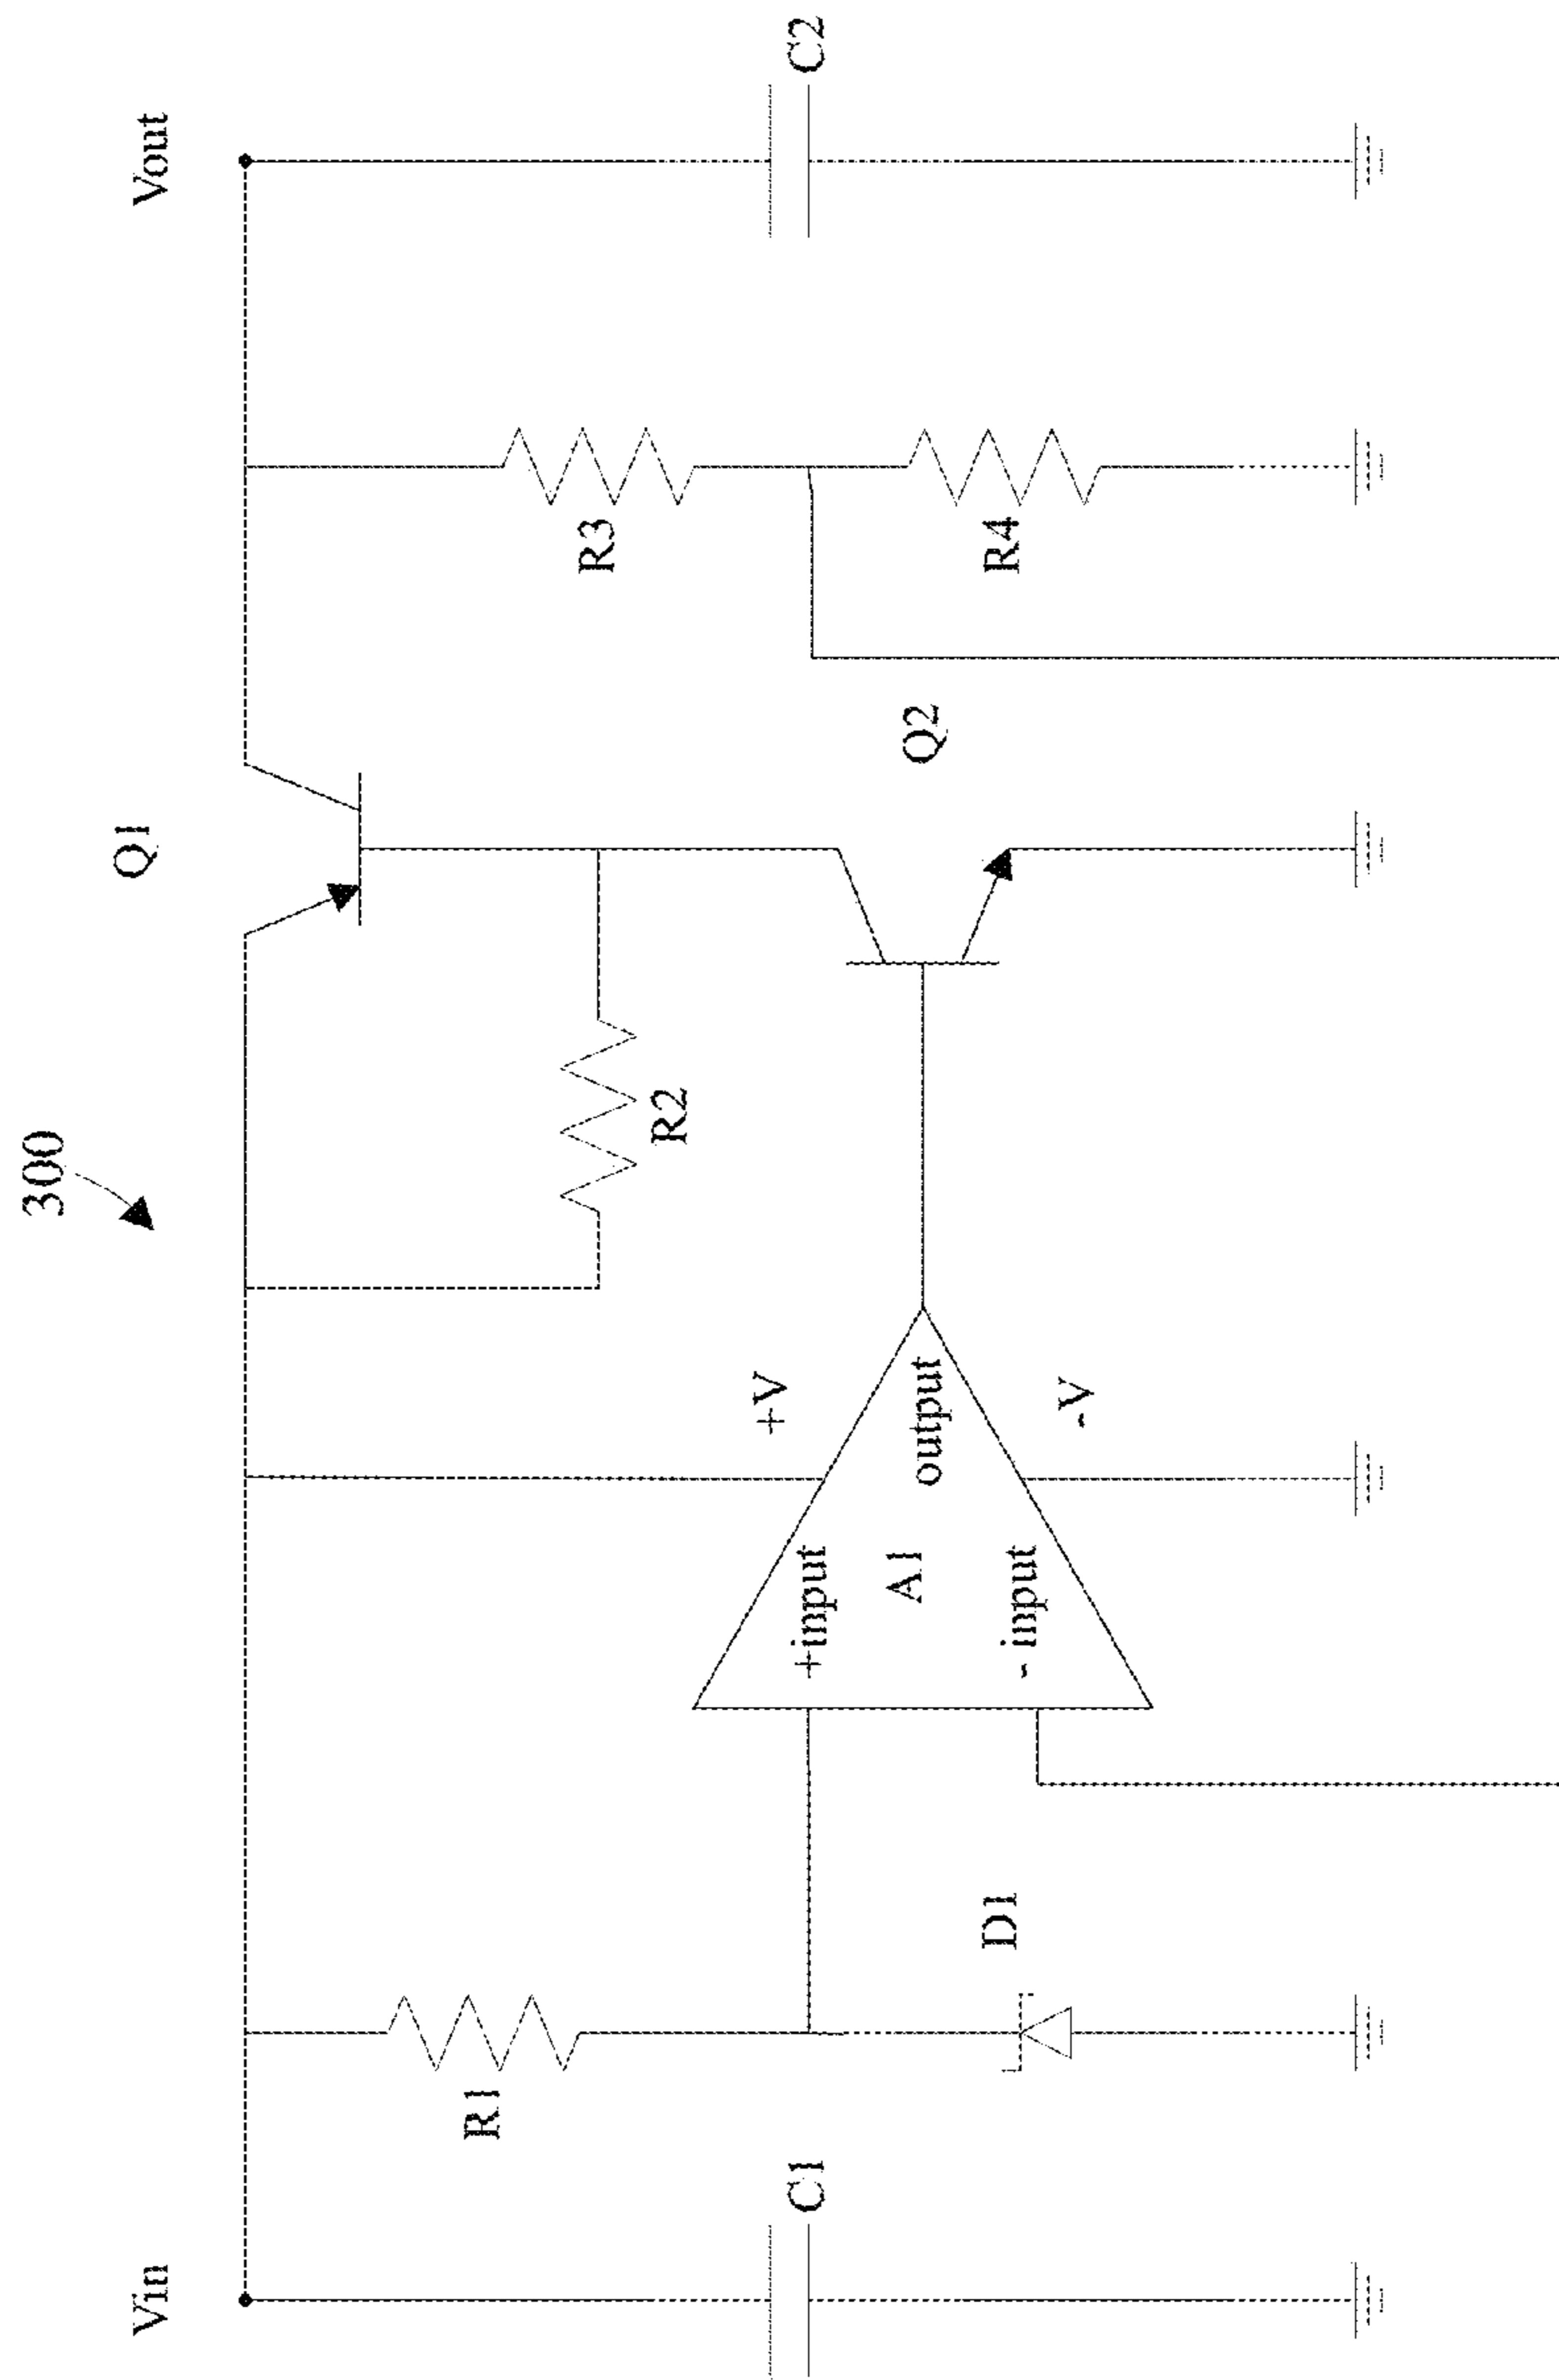 300
Vin
Q1
Vout
R1
R2
R3
C1
+V
C2
+input
A1
output
- input
-V
D1
Q2
R4